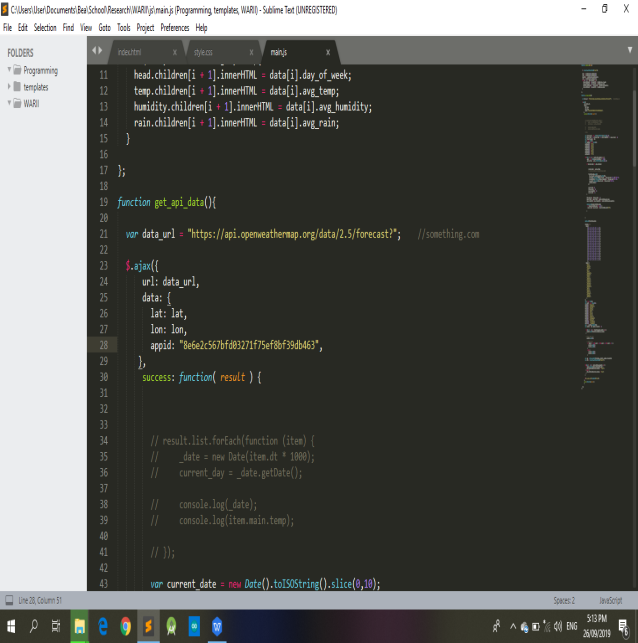 C:\Users\User\Documents\Bea\School\Research\WARII\js\main.js (Programming, templates, WARII) - Sublime Text (UNREGISTERED)
File Edit Selection Find View Goto Tools Project Preferences Help
FOLDERS
Programming
templates
WARII
index.html x style.css x main.js x
11 head.children[i + 1].innerHTML = data[i].day_of_week;
12 temp.children[i + 1].innerHTML = data[i].avg_temp;
13 humidity.children[i + 1].innerHTML = data[i].avg_humidity;
14 rain.children[i + 1].innerHTML = data[i].avg_rain;
15 }
16
17 };
18
19 function get_api_data(){
20
21 var data_url = "https://api.openweathermap.org/data/2.5/forecast?"; //something.com
22
23 $.ajax({
24 url: data_url,
25 data: {
26 lat: lat,
27 lon: lon,
28 appid: "8e6e2c567bfd03271f75ef8bf39db463",
29 },
30 success: function( result ) {
31
32
33
34 // result.list.forEach(function (item) {
35 // _date = new Date(item.dt * 1000);
36 // current_day = _date.getDate();
37
38 // console.log(_date);
39 // console.log(item.main.temp);
40
41 // });
42
43 var current_date = new Date().toISOString().slice(0,10);
Line 28, Column 51 Spaces: 2 JavaScript
ENG 5:13 PM
26/09/2019